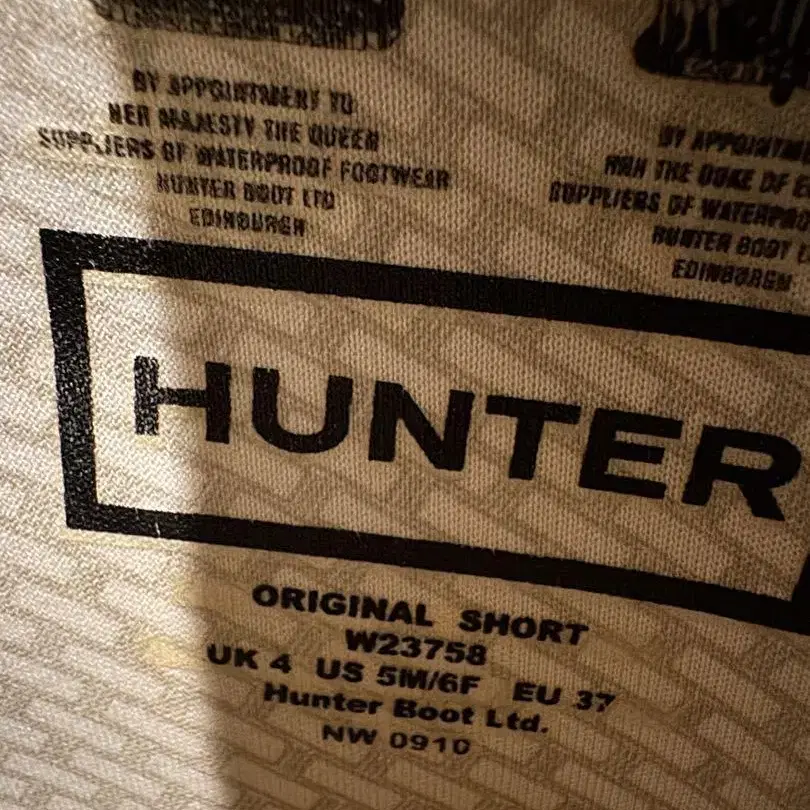 BY APPOINTMENT TO
HER MAJESTY THE QUEEN
SUPPLIERS OF WATERPROOF FOOTWEAR
HUNTER BOOT LTD
EDINBURGH
BY APPOINTM
HRH THE DUKE OF E
SUPPLIERS OF WATERPRO
HUNTER BOOT L
EDINBURGH
HUNTER
ORIGINAL SHORT
W23758
UK 4 US 5M/6F EU 37
Hunter Boot Ltd.
NW 0910